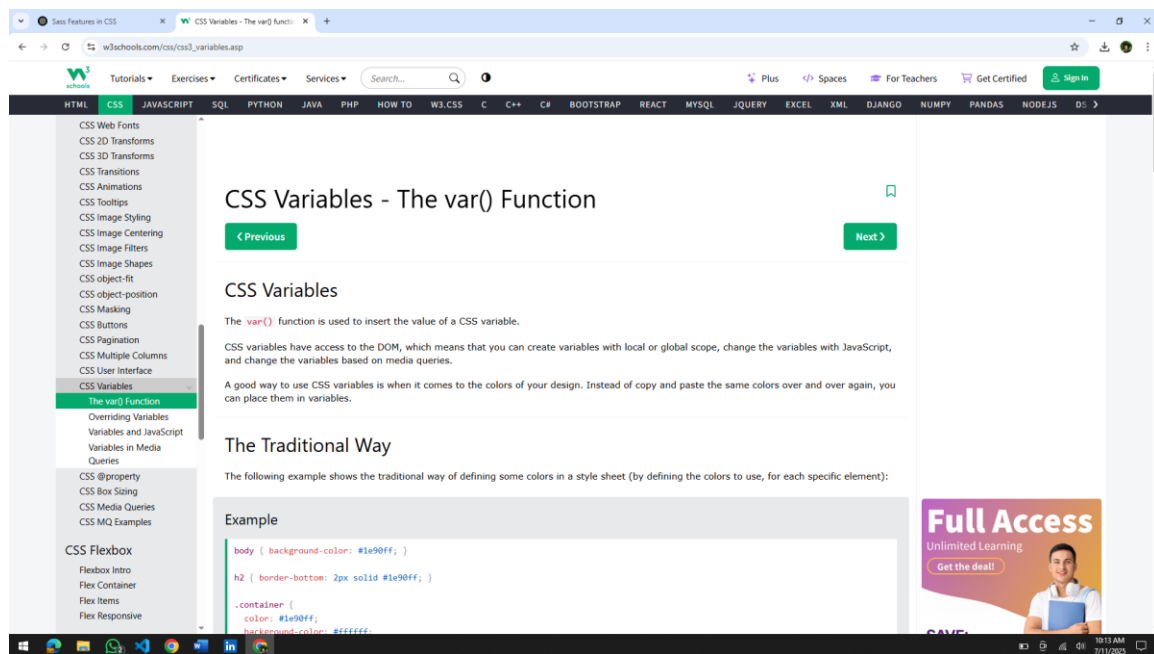 Sass Features in CSS
CSS Variables - The var() functi
w3schools.com/css/css3_variables.asp
3
schools
Tutorials
Exercises
Certificates
Services
Search...
Plus
</> Spaces
For Teachers
Get Certified
Sign In
HTML CSS JAVASCRIPT SQL PYTHON JAVA PHP HOW TO W3.CSS C C++ C# BOOTSTRAP REACT MYSQL JQUERY EXCEL XML DJANGO NUMPY PANDAS NODEJS DS ❯
CSS Web Fonts
CSS 2D Transforms
CSS 3D Transforms
CSS Transitions
CSS Animations
CSS Tooltips
CSS Image Styling
CSS Image Centering
CSS Image Filters
CSS Image Shapes
CSS object-fit
CSS object-position
CSS Masking
CSS Buttons
CSS Pagination
CSS Multiple Columns
CSS User Interface
CSS Variables
The var() Function
Overriding Variables
Variables and JavaScript
Variables in Media
Queries
CSS @property
CSS Box Sizing
CSS Media Queries
CSS MQ Examples
CSS Flexbox
Flexbox Intro
Flex Container
Flex Items
Flex Responsive
CSS Variables - The var() Function
❮ Previous
Next ❯
CSS Variables
The var() function is used to insert the value of a CSS variable.
CSS variables have access to the DOM, which means that you can create variables with local or global scope, change the variables with JavaScript,
and change the variables based on media queries.
A good way to use CSS variables is when it comes to the colors of your design. Instead of copy and paste the same colors over and over again, you
can place them in variables.
The Traditional Way
The following example shows the traditional way of defining some colors in a style sheet (by defining the colors to use, for each specific element):
Example
body { background-color: #1e90ff; }
h2 { border-bottom: 2px solid #1e90ff; }
.container {
color: #1e90ff;
background-color: #ffffff;
Full Access
Unlimited Learning
Get the deal!
SAVE:
10:13 AM
7/11/2025